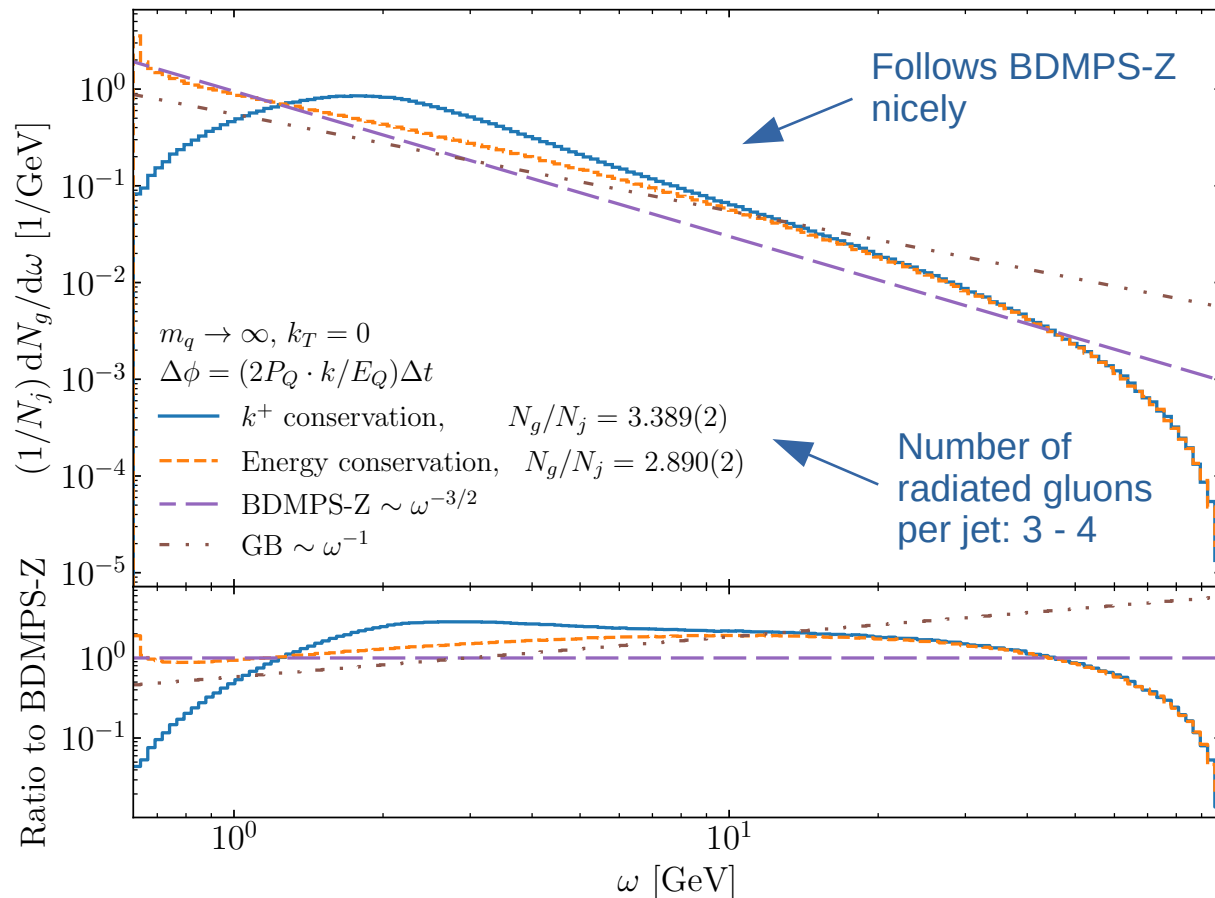 (1/N_j) dN_g/dω [1/GeV]
10^0
10^{-1}
10^{-2}
10^{-3}
10^{-4}
10^{-5}
Follows BDMPS-Z
nicely
m_q → ∞, k_T = 0
Δϕ = (2P_Q · k/E_Q)Δt
k^+ conservation, N_g/N_j = 3.389(2)
Energy conservation, N_g/N_j = 2.890(2)
BDMPS-Z ∼ ω^{-3/2}
GB ∼ ω^{-1}
Number of
radiated gluons
per jet: 3 - 4
Ratio to BDMPS-Z
10^0
10^{-1}
10^0
10^1
ω [GeV]